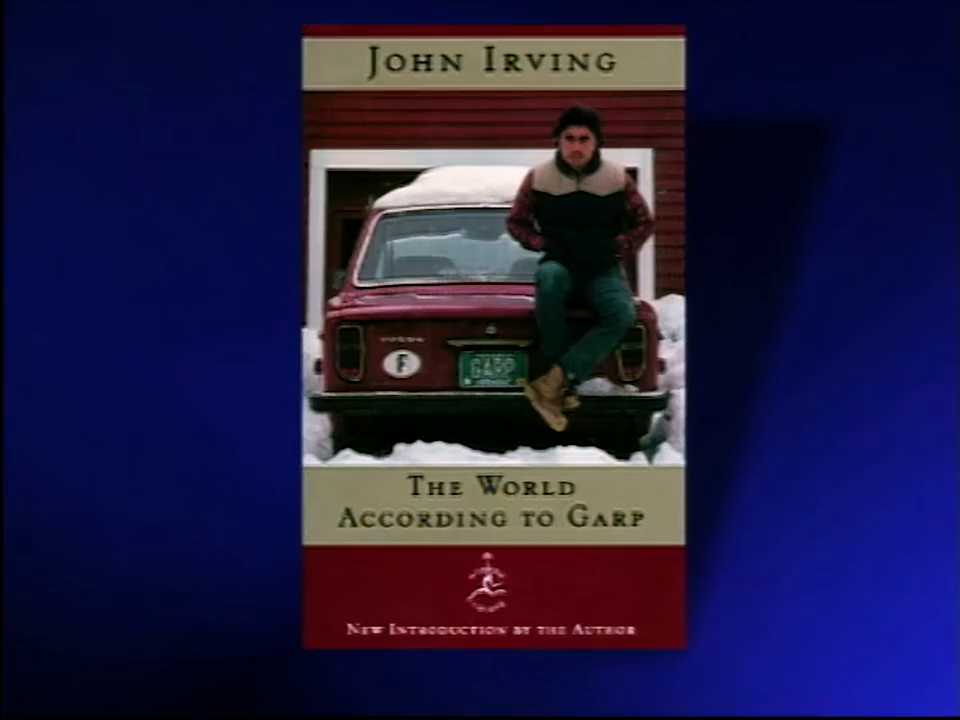 JOHN IRVING
F
GARP
THE WORLD
ACCORDING TO GARP
NEW INTRODUCTION BY THE AUTHOR